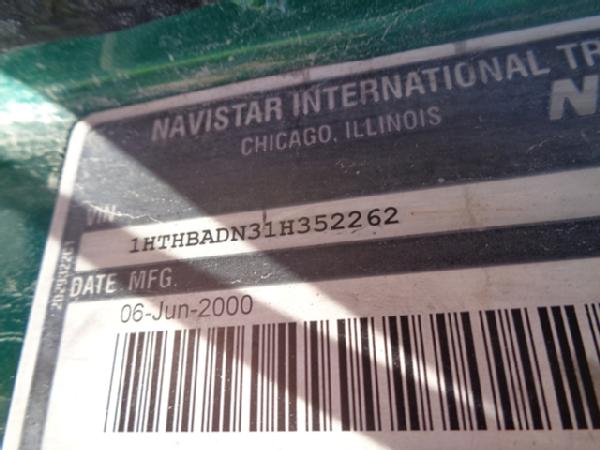 NAVISTAR INTERNATIONAL TR
CHICAGO, ILLINOIS
VIN
1HTHBADN31H352262
DATE MFG.
06-Jun-2000